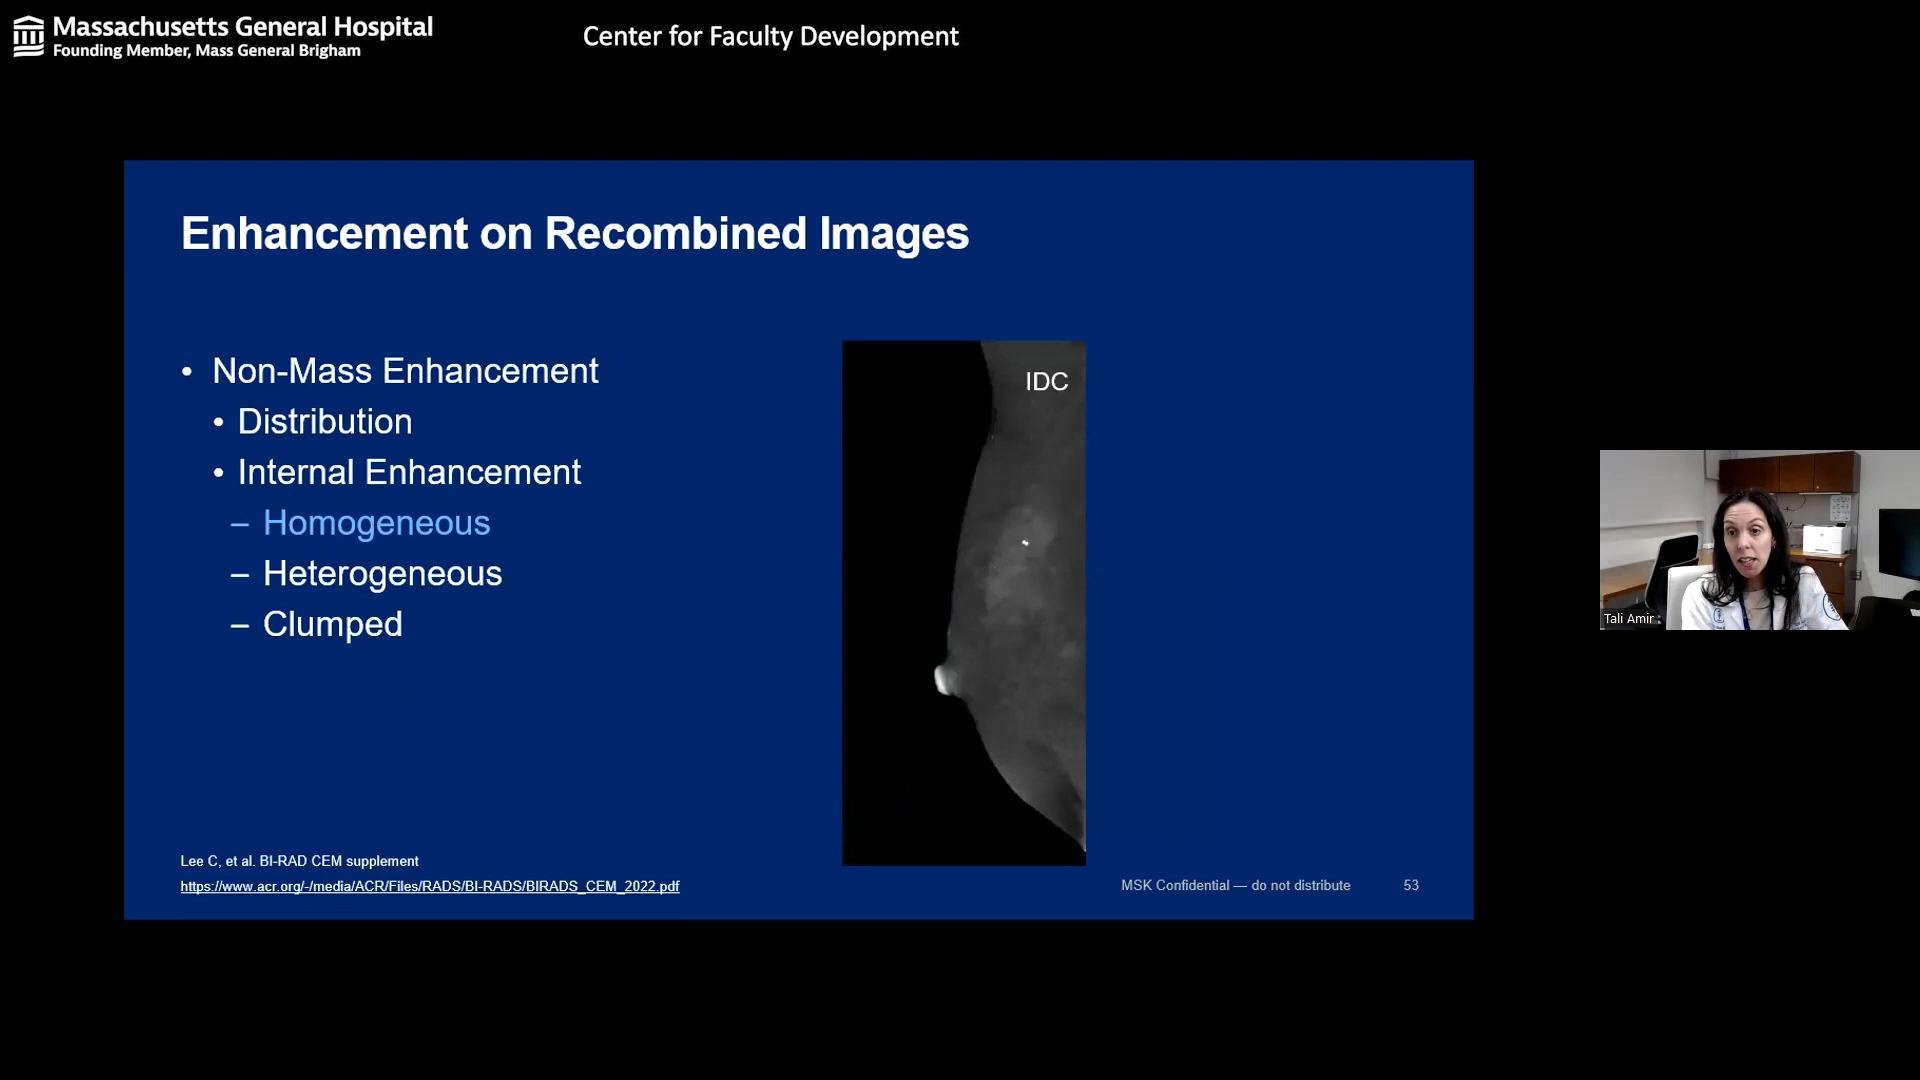 Massachusetts General Hospital
Founding Member, Mass General Brigham
Center for Faculty Development
Enhancement on Recombined Images
• Non-Mass Enhancement
• Distribution
• Internal Enhancement
– Homogeneous
– Heterogeneous
– Clumped
IDC
Tali Amir
Lee C, et al. BI-RAD CEM supplement
https://www.acr.org/-/media/ACR/Files/RADS/BI-RADS/BIRADS_CEM_2022.pdf
MSK Confidential — do not distribute
53